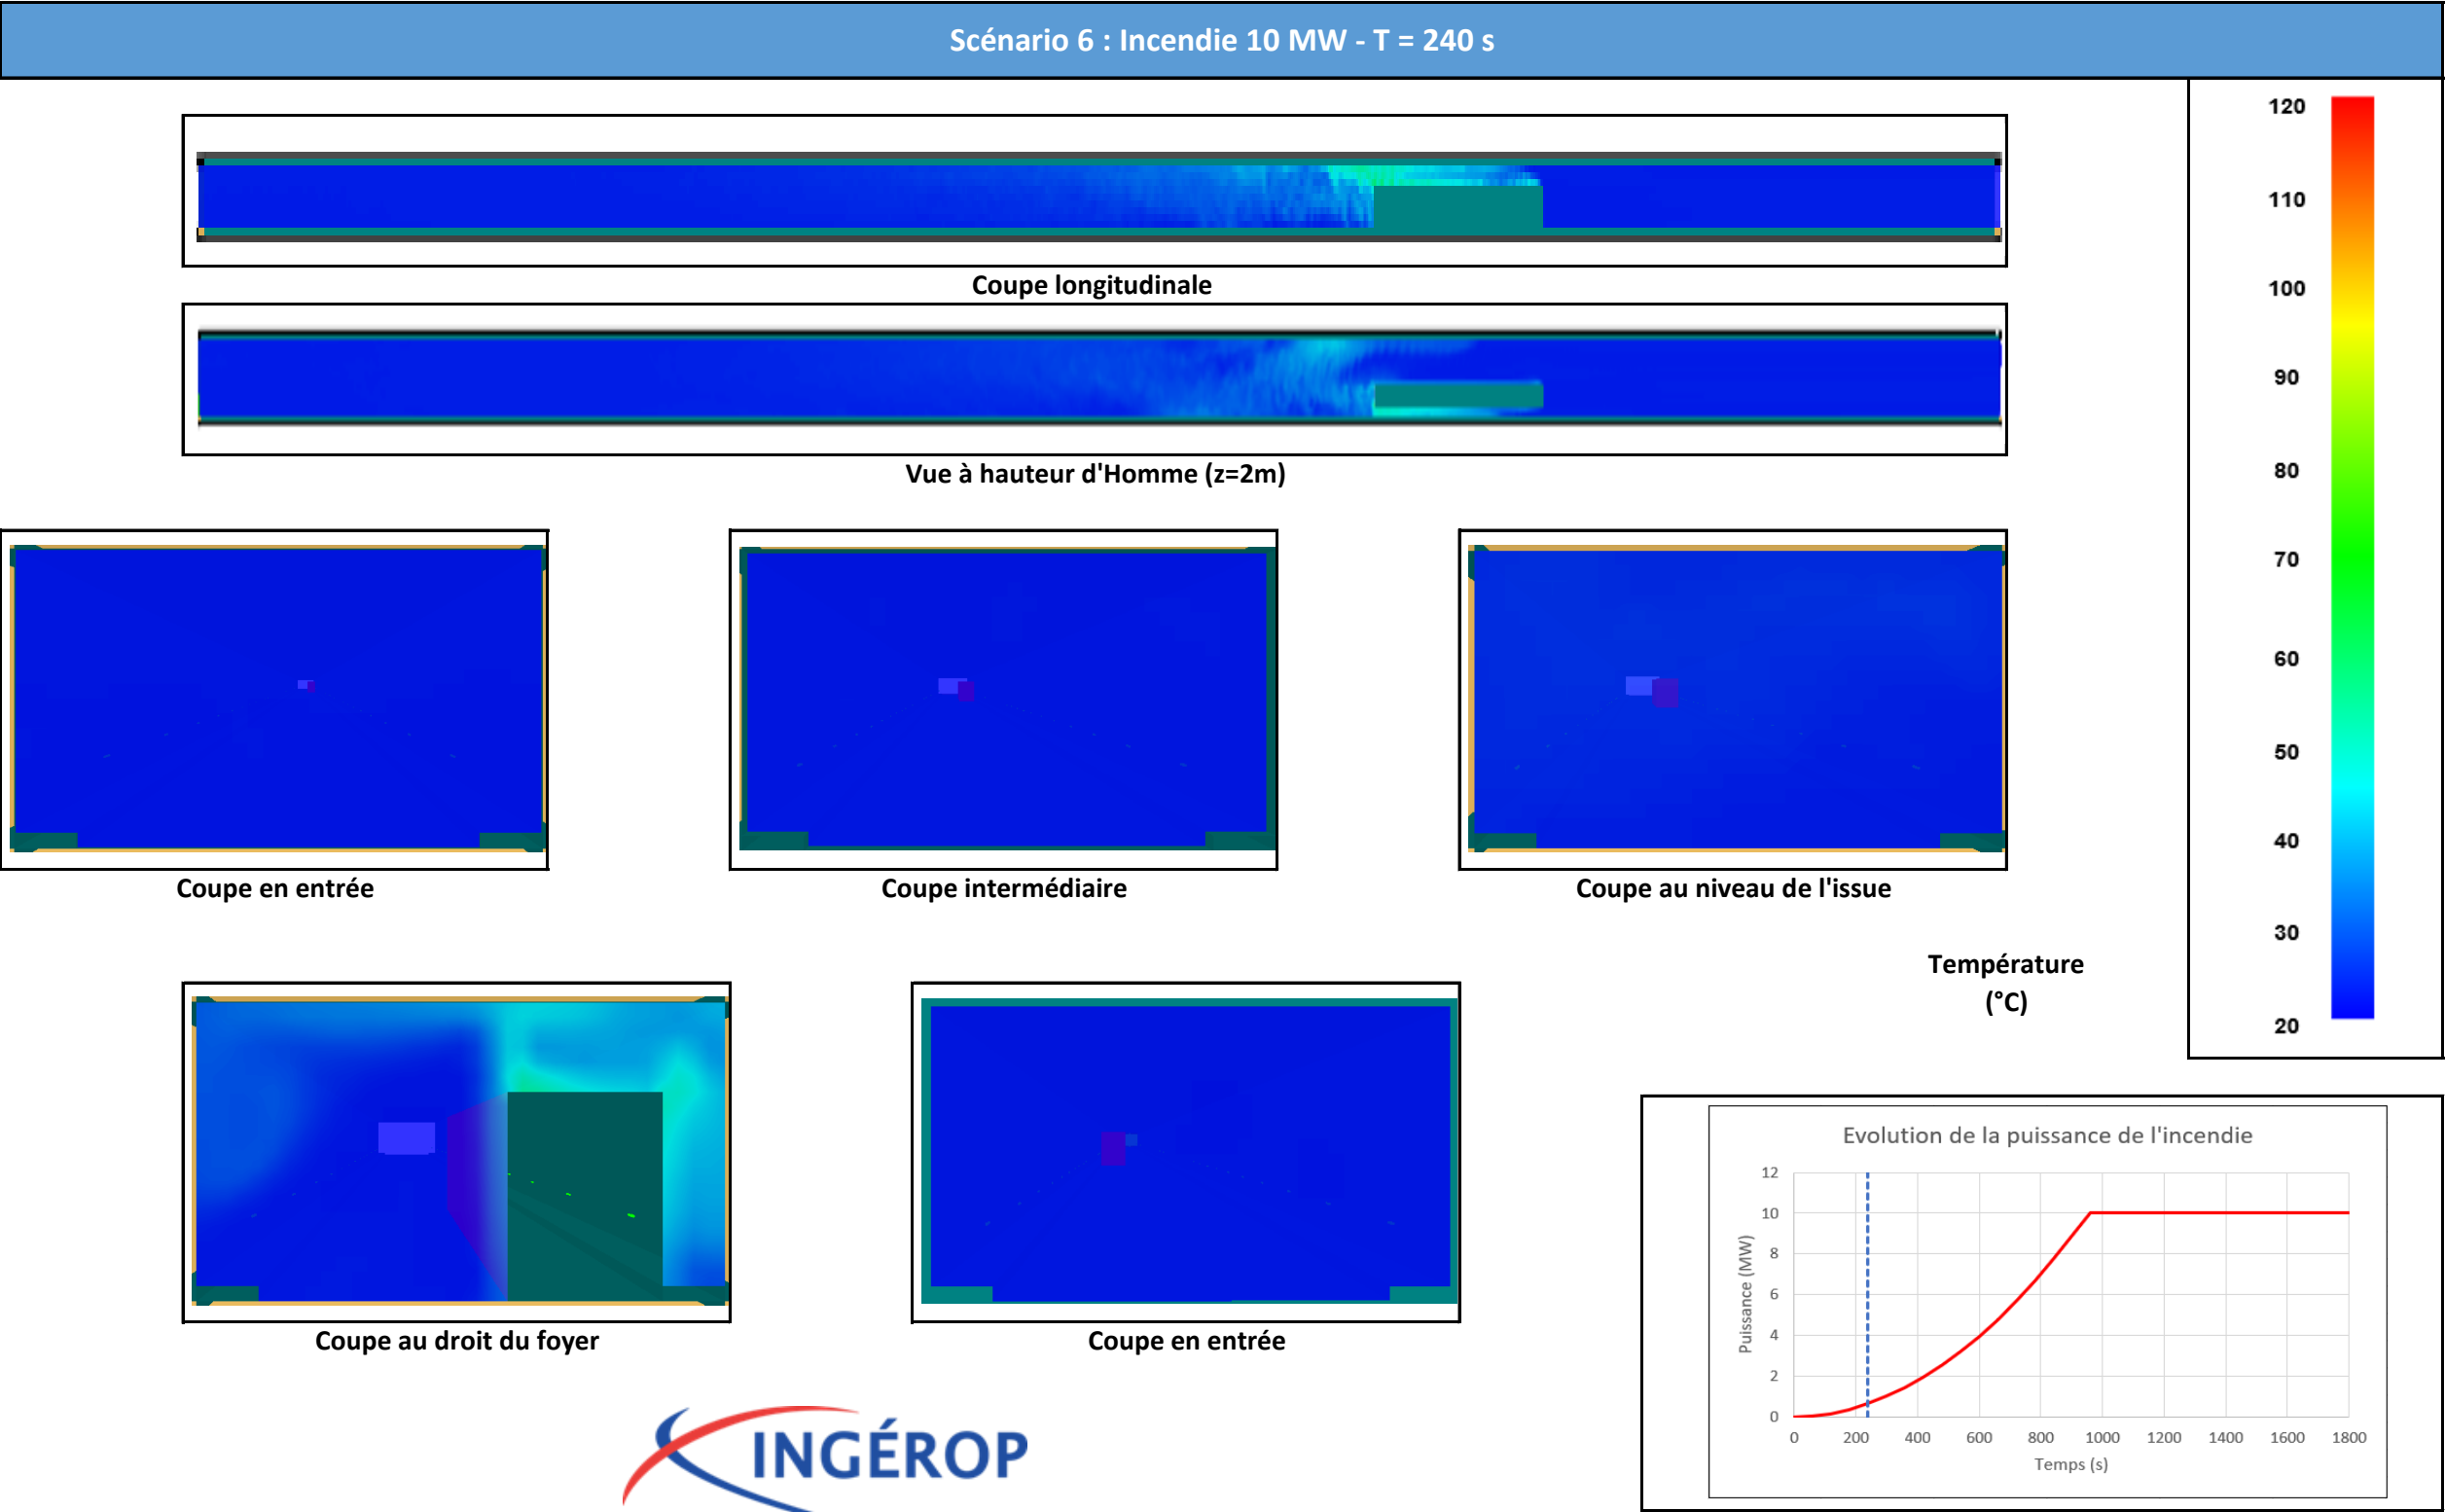 Scénario 6 : Incendie 10 MW - T = 240 s
Coupe longitudinale
Vue à hauteur d'Homme (z=2m)
Coupe en entrée
Coupe intermédiaire
Coupe au niveau de l'issue
Coupe au droit du foyer
Coupe en entrée
Température
(°C)
120
110
100
90
80
70
60
50
40
30
20
Evolution de la puissance de l'incendie
Puissance (MW)
12
10
8
6
4
2
0
0 200 400 600 800 1000 1200 1400 1600 1800
Temps (s)
INGÉROP